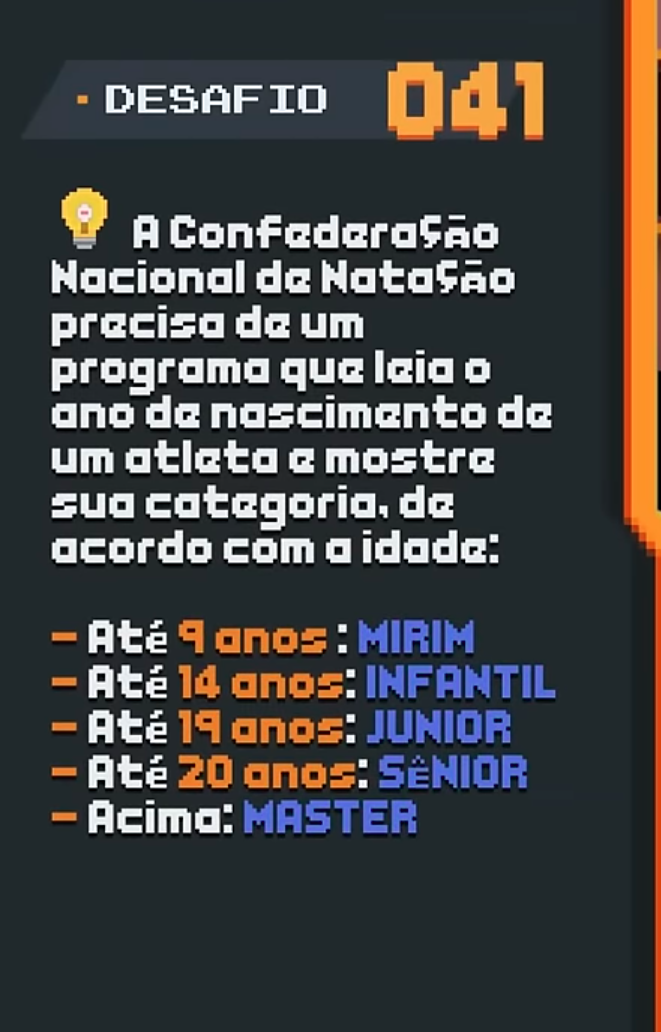 · DESAFIO 041
A Confederação
Nacional de Natação
precisa de um
programa que leia o
ano de nascimento de
um atleta e mostre
sua categoria, de
acordo com a idade:
- Até 9 anos : MIRIM
- Até 14 anos: INFANTIL
- Até 19 anos: JUNIOR
- Até 20 anos: SêNIOR
- Acima: MASTER